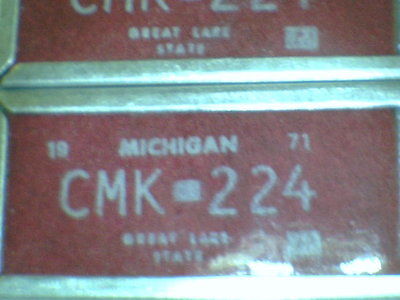 CMK-224
GREAT LAKE
STATE
19 MICHIGAN 71
CMK 224
GREAT LAKE
STATE